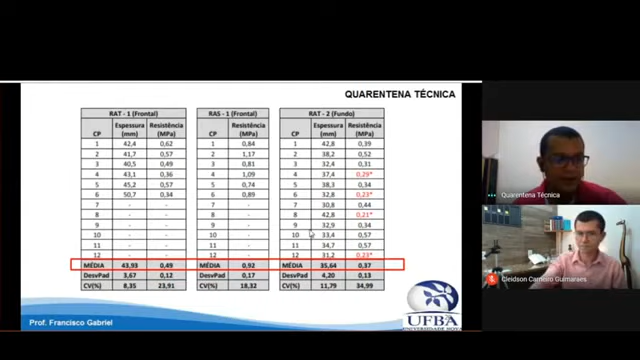 QUARENTENA TÉCNICA
RAT - 1 (Frontal) RAS - 1 (Frontal) RAT - 2 (Fundo)
CP Espessura (mm) Resistência (MPa) CP Resistência (MPa) CP Espessura (mm) Resistência (MPa)
1 42,4 0,62 1 0,84 1 42,8 0,39
2 41,7 0,57 2 1,17 2 38,2 0,52
3 40,5 0,49 3 0,81 3 32,4 0,31
4 43,1 0,36 4 1,09 4 37,4 0,29*
5 45,2 0,57 5 0,74 5 38,3 0,34
6 50,7 0,34 6 0,89 6 32,8 0,23*
7 - - 7 - 7 30,8 0,44
8 - - 8 - 8 42,8 0,21*
9 - - 9 - 9 32,9 0,34
10 - - 10 - 10 33,4 0,57
11 - - 11 - 11 34,7 0,57
12 - - 12 - 12 31,2 0,23*
MÉDIA 43,93 0,49 MÉDIA 0,92 MÉDIA 35,64 0,37
DesvPad 3,67 0,12 DesvPad 0,17 DesvPad 4,20 0,13
CV(%) 8,35 23,91 CV(%) 18,32 CV(%) 11,79 34,99
Prof. Francisco Gabriel
UFBA
UNIVERSIDADE NOVA
Quarentena Técnica
Cleidson Carneiro Guimaraes